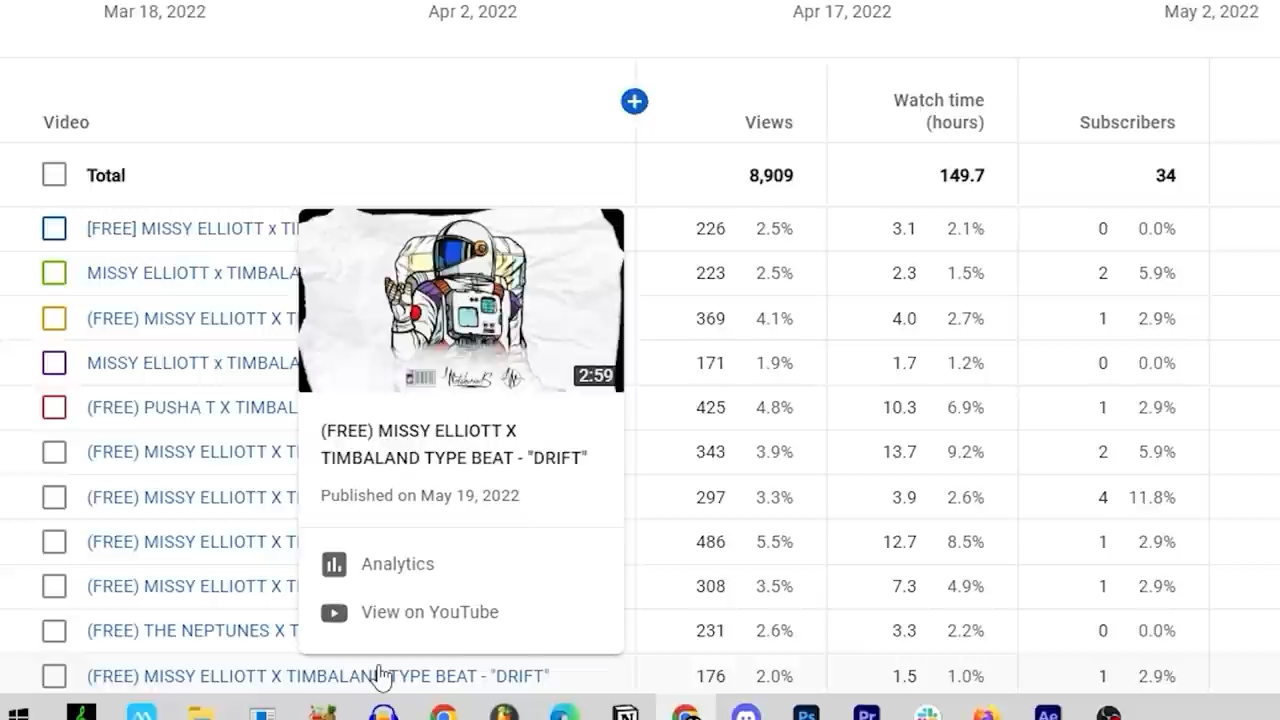 Mar 18, 2022 Apr 2, 2022 Apr 17, 2022 May 2, 2022
Video Views Watch time (hours) Subscribers
Total 8,909 149.7 34
[FREE] MISSY ELLIOTT x TI 226 2.5% 3.1 2.1% 0 0.0%
MISSY ELLIOTT x TIMBALA 223 2.5% 2.3 1.5% 2 5.9%
(FREE) MISSY ELLIOTT X T 369 4.1% 4.0 2.7% 1 2.9%
MISSY ELLIOTT x TIMBALA 171 1.9% 1.7 1.2% 0 0.0%
(FREE) PUSHA T X TIMBAL 425 4.8% 10.3 6.9% 1 2.9%
(FREE) MISSY ELLIOTT X T 343 3.9% 13.7 9.2% 2 5.9%
(FREE) MISSY ELLIOTT X T 297 3.3% 3.9 2.6% 4 11.8%
(FREE) MISSY ELLIOTT X T 486 5.5% 12.7 8.5% 1 2.9%
(FREE) MISSY ELLIOTT X T 308 3.5% 7.3 4.9% 1 2.9%
(FREE) THE NEPTUNES X T 231 2.6% 3.3 2.2% 0 0.0%
(FREE) MISSY ELLIOTT X TIMBALAND TYPE BEAT - "DRIFT" 176 2.0% 1.5 1.0% 1 2.9%
2:59
(FREE) MISSY ELLIOTT X
TIMBALAND TYPE BEAT - "DRIFT"
Published on May 19, 2022
Analytics
View on YouTube
Ps Pr Ae